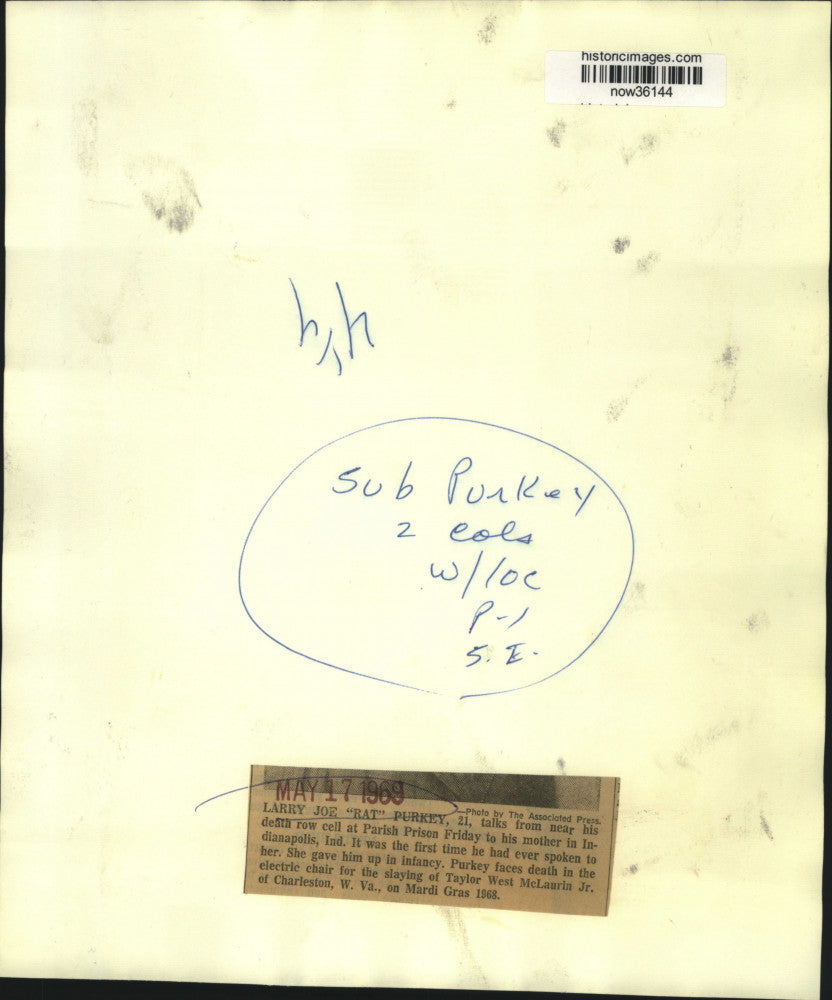 historicimages.com
now36144
Sub Purkey
2 cols
w/loc
P-1
S.I.
MAY 17 1969
—Photo by The Associated Press.
LARRY JOE "RAT" PURKEY, 21, talks from near his
death row cell at Parish Prison Friday to his mother in In-
dianapolis, Ind. It was the first time he had ever spoken to
her. She gave him up in infancy. Purkey faces death in the
electric chair for the slaying of Taylor West McLaurin Jr.
of Charleston, W. Va., on Mardi Gras 1968.